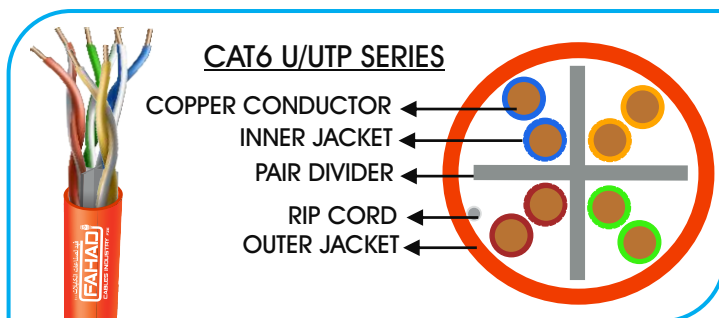 CAT6 U/UTP SERIES
COPPER CONDUCTOR
INNER JACKET
PAIR DIVIDER
RIP CORD
OUTER JACKET
FAHAD
CABLES INDUSTRY